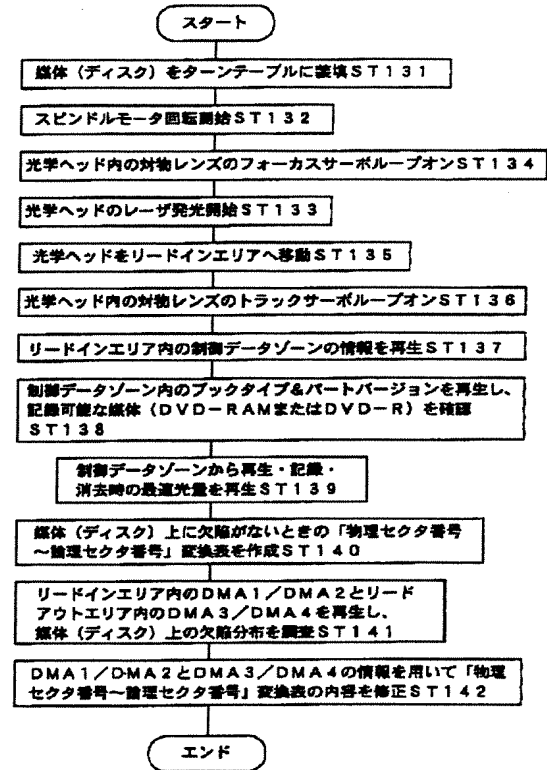 スタート
媒体（ディスク）をターンテーブルに装填ＳＴ１３１
スピンドルモータ回転開始ＳＴ１３２
光学ヘッド内の対物レンズのフォーカスサーボループオンＳＴ１３４
光学ヘッドのレーザ発光開始ＳＴ１３３
光学ヘッドをリードインエリアへ移動ＳＴ１３５
光学ヘッド内の対物レンズのトラックサーボループオンＳＴ１３６
リードインエリア内の制御データゾーンの情報を再生ＳＴ１３７
制御データゾーン内のブックタイプ＆パートバージョンを再生し、
記録可能な媒体（ＤＶＤ－ＲＡＭまたはＤＶＤ－Ｒ）を確認
ＳＴ１３８
制御データゾーンから再生・記録・
消去時の最適光量を再生ＳＴ１３９
媒体（ディスク）上に欠陥がないときの「物理セクタ番号
～論理セクタ番号」変換表を作成ＳＴ１４０
リードインエリア内のＤＭＡ１／ＤＭＡ２とリード
アウトエリア内のＤＭＡ３／ＤＭＡ４を再生し、
媒体（ディスク）上の欠陥分布を調査ＳＴ１４１
ＤＭＡ１／ＤＭＡ２とＤＭＡ３／ＤＭＡ４の情報を用いて「物理
セクタ番号～論理セクタ番号」変換表の内容を修正ＳＴ１４２
エンド